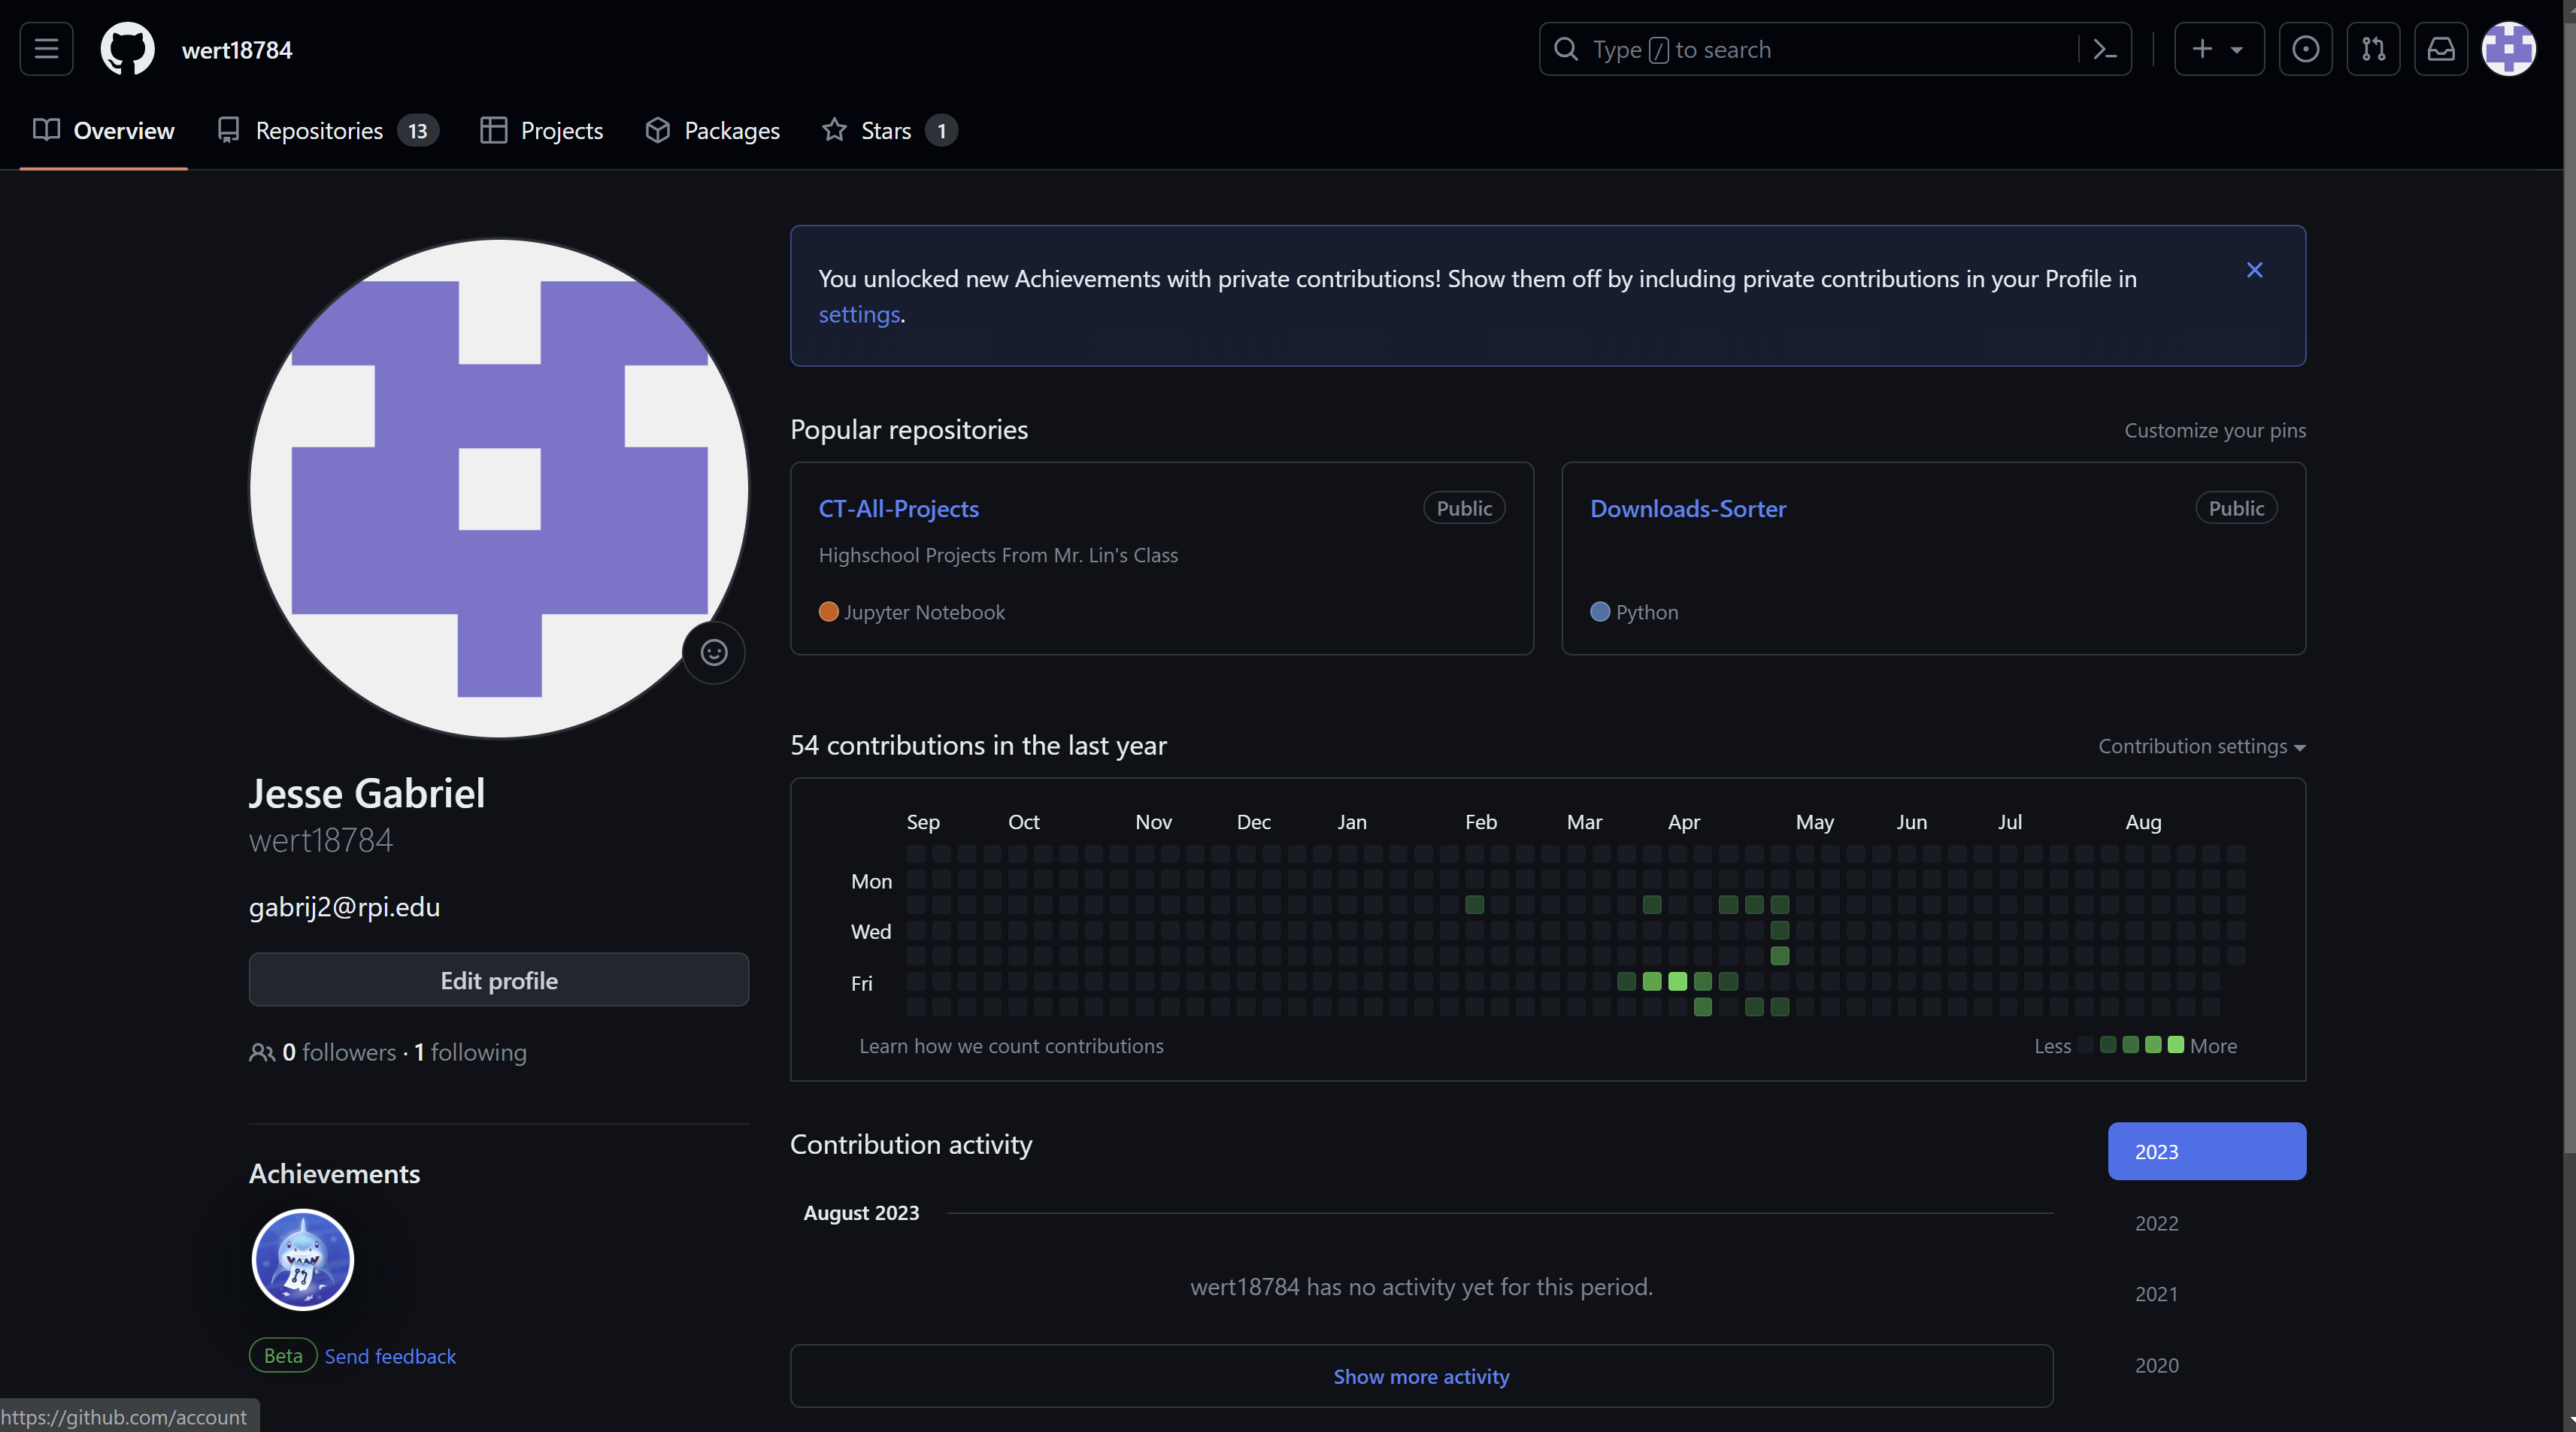 wert18784
Type / to search
Overview
Repositories 13
Projects
Packages
Stars 1
You unlocked new Achievements with private contributions! Show them off by including private contributions in your Profile in
settings.
Popular repositories
Customize your pins
CT-All-Projects
Public
Highschool Projects From Mr. Lin's Class
Jupyter Notebook
Downloads-Sorter
Public
Python
Jesse Gabriel
wert18784
gabrij2@rpi.edu
Edit profile
0 followers · 1 following
Achievements
Beta Send feedback
54 contributions in the last year
Contribution settings
Sep Oct Nov Dec Jan Feb Mar Apr May Jun Jul Aug
Mon
Wed
Fri
Learn how we count contributions
Less More
Contribution activity
2023
2022
2021
2020
August 2023
wert18784 has no activity yet for this period.
Show more activity
https://github.com/account